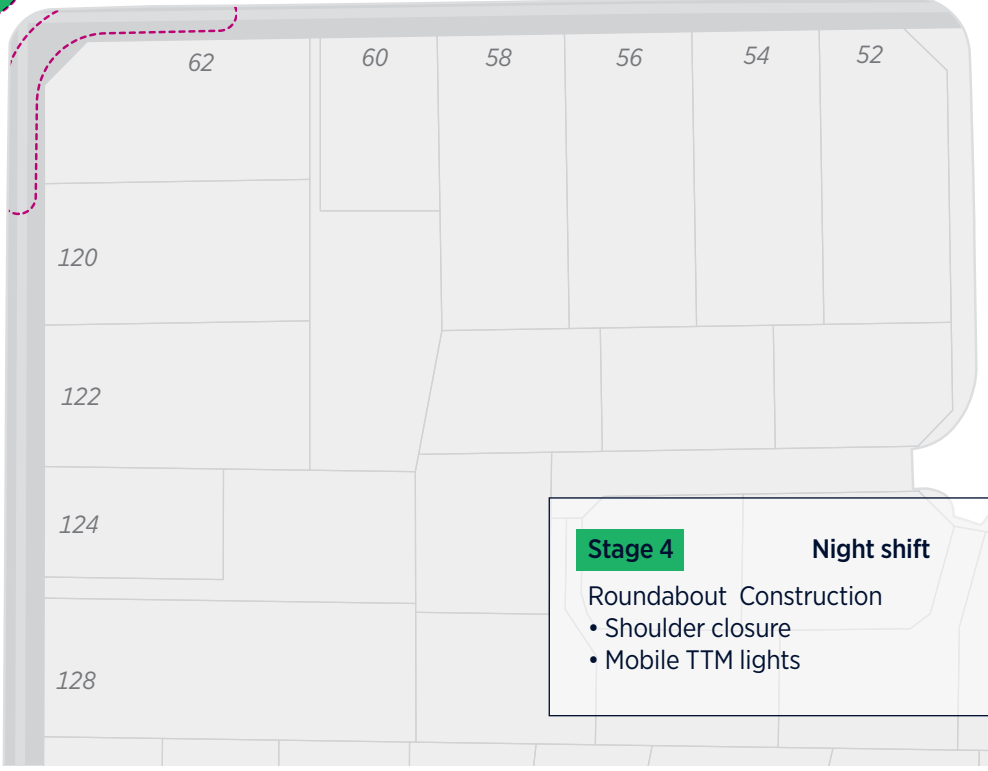 62
60
58
56
54
52
120
122
124
128
Stage 4
Night shift
Roundabout Construction
• Shoulder closure
• Mobile TTM lights